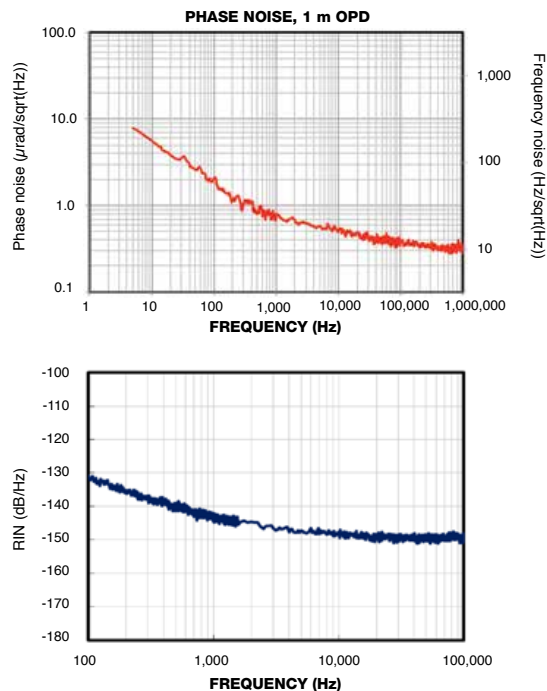 PHASE NOISE, 1 m OPD
Phase noise (μrad/sqrt(Hz))
100.0
10.0
1.0
0.1
1,000
100
10
Frequency noise (Hz/sqrt(Hz))
1 10 100 1,000 10,000 100,000 1,000,000
FREQUENCY (Hz)
RIN (dB/Hz)
-100
-110
-120
-130
-140
-150
-160
-170
-180
100 1,000 10,000 100,000
FREQUENCY (Hz)